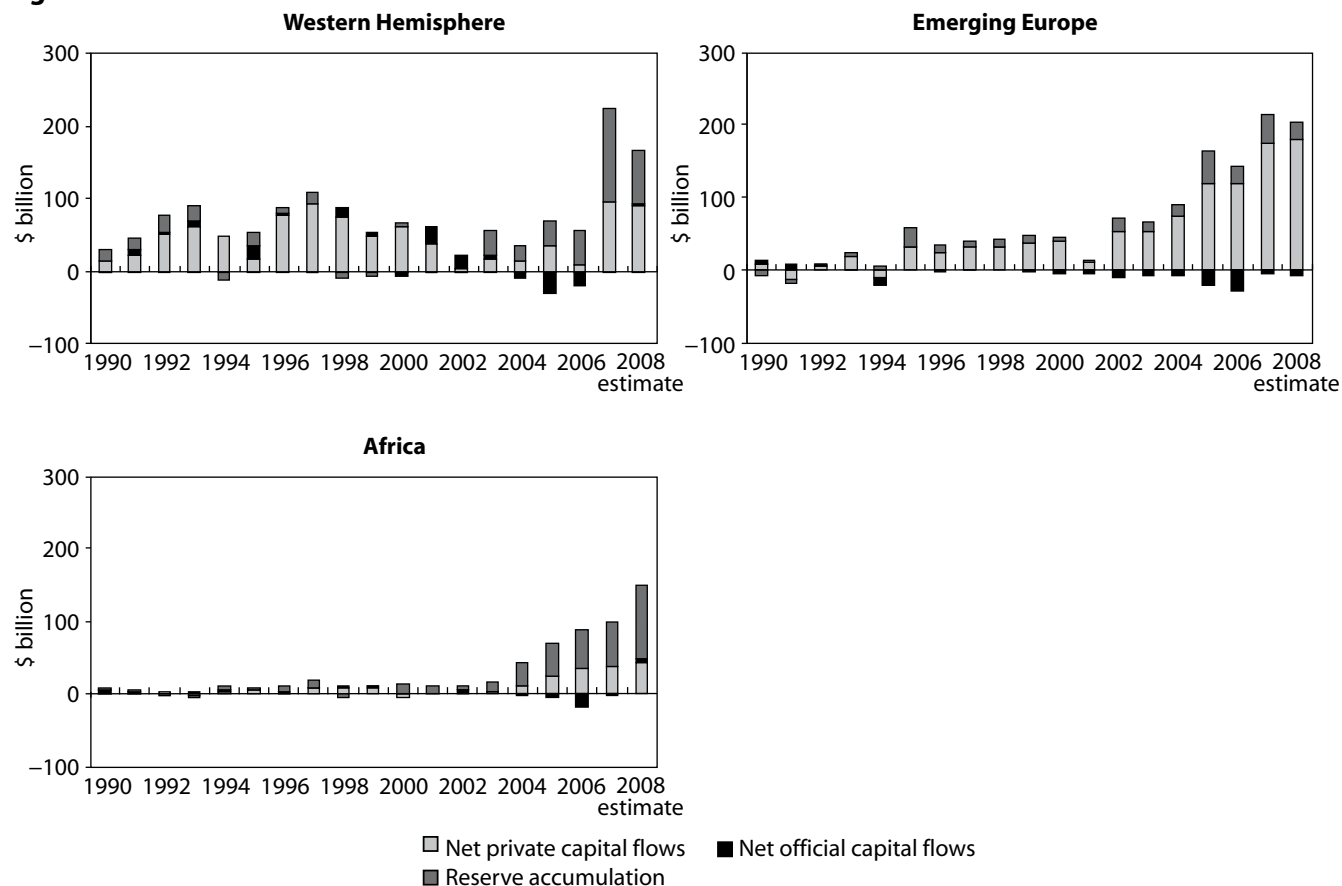 Western Hemisphere
300
200
100
0
−100
$ billion
1990 1992 1994 1996 1998 2000 2002 2004 2006 2008
estimate
Emerging Europe
300
200
100
0
−100
$ billion
1990 1992 1994 1996 1998 2000 2002 2004 2006 2008
estimate
Africa
300
200
100
0
−100
$ billion
1990 1992 1994 1996 1998 2000 2002 2004 2006 2008
estimate
Net private capital flows Net official capital flows
Reserve accumulation